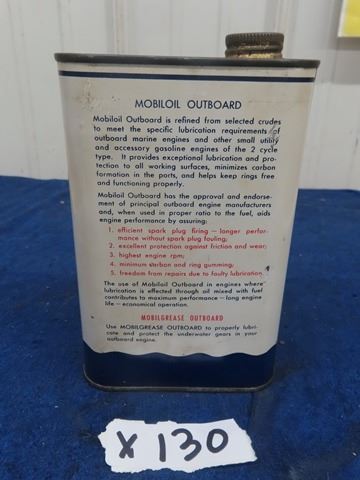 MOBILOIL OUTBOARD
Mobiloil Outboard is refined from selected crudes
to meet the specific lubrication requirements of
outboard marine engines and other small utility
and accessory gasoline engines of the 2 cycle
type. It provides exceptional lubrication and pro-
tection to all working surfaces, minimizes carbon
formation in the ports, and helps keep rings free
and functioning properly.
Mobiloil Outboard has the approval and endorse-
ment of principal outboard engine manufacturers
and, when used in proper ratio to the fuel, aids
engine performance by assuring:
1. efficient spark plug firing — longer perfor-
mance without spark plug fouling;
2. excellent protection against friction and wear;
3. highest engine rpm;
4. minimum carbon and ring gumming;
5. freedom from repairs due to faulty lubrication.
The use of Mobiloil Outboard in engines where
lubrication is effected through oil mixed with fuel
contributes to maximum performance — long engine
life — economical operation.
MOBILGREASE OUTBOARD
Use MOBILGREASE OUTBOARD to properly lubri-
cate and protect the underwater gears in your
outboard engine.
X 130